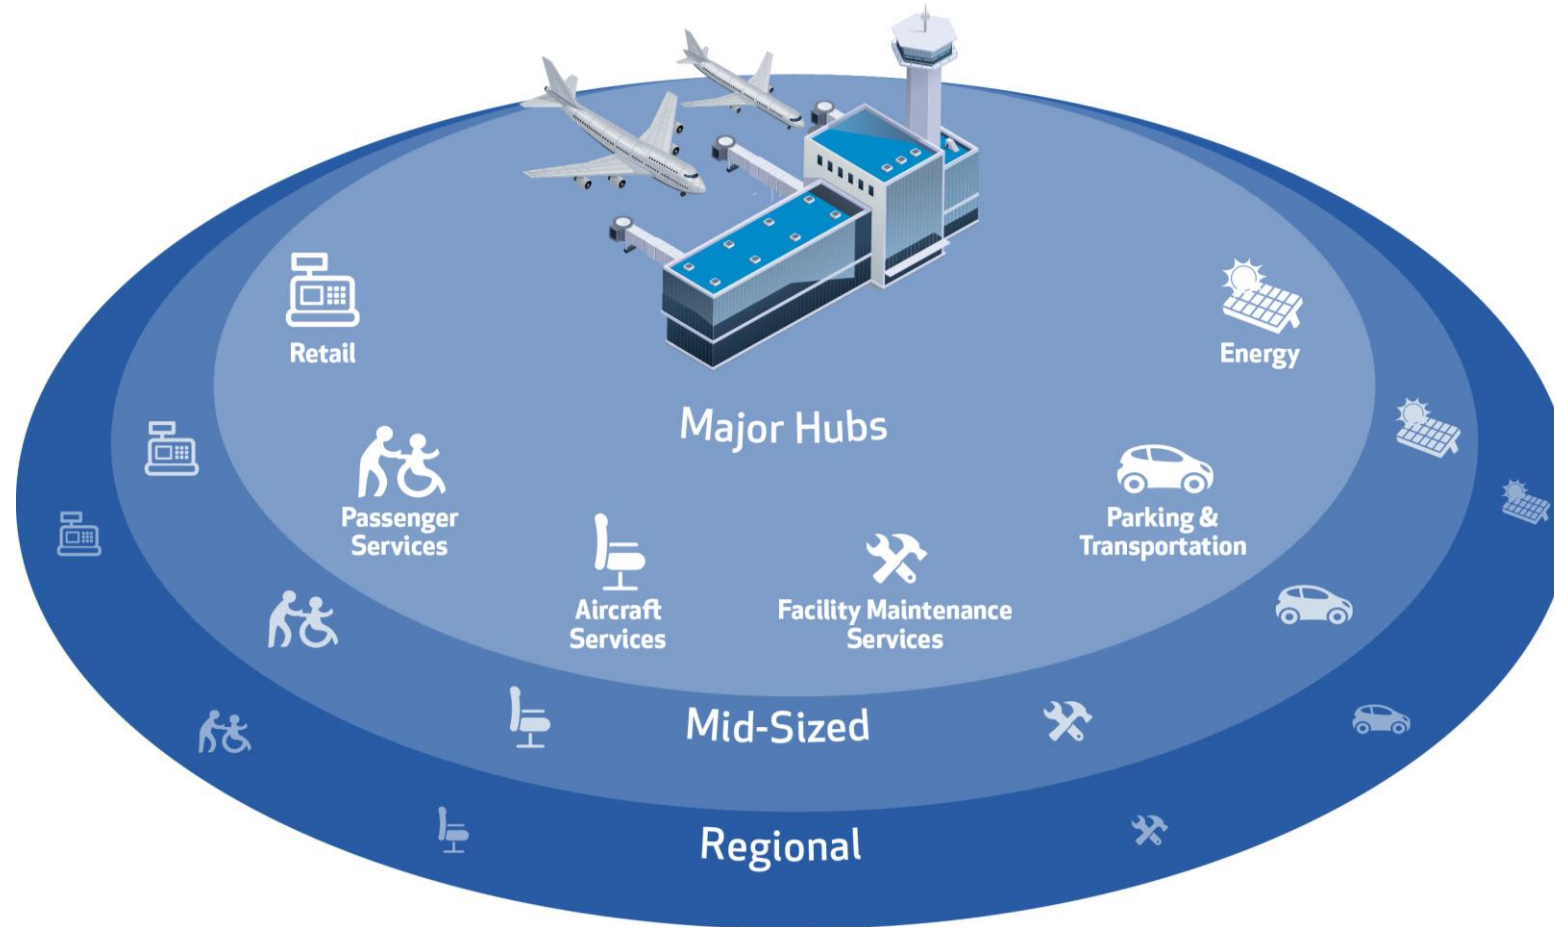 Retail
Energy
Major Hubs
Passenger
Services
Parking &
Transportation
Aircraft
Services
Facility Maintenance
Services
Mid-Sized
Regional